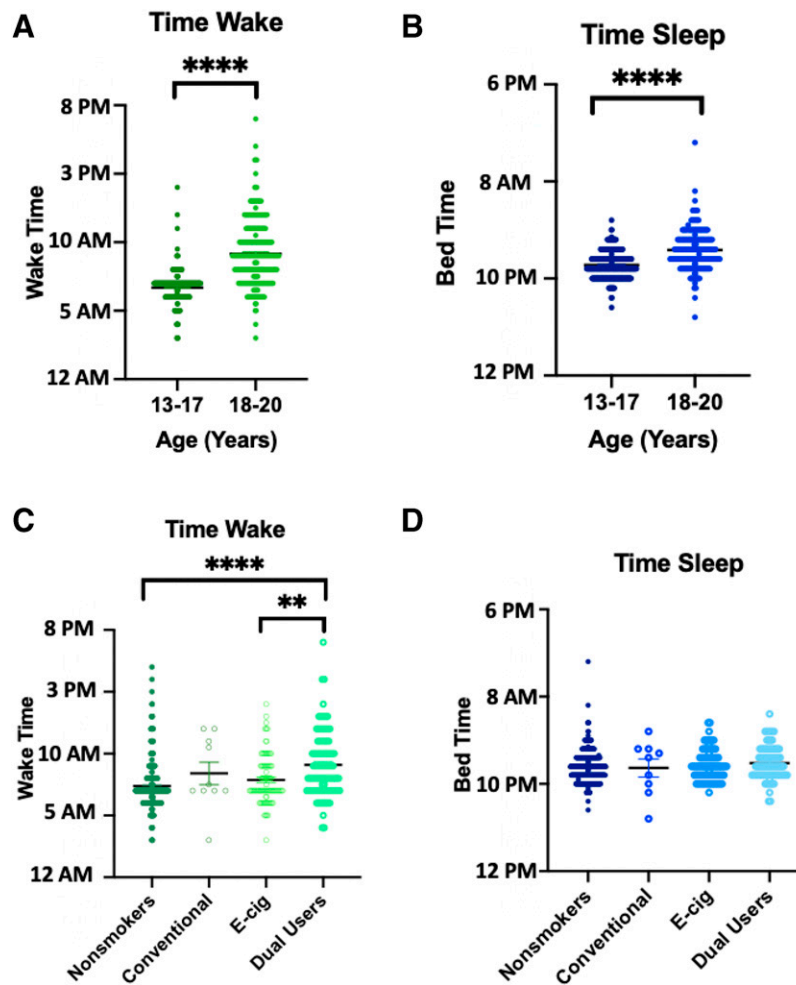 A
Time Wake
****
8 PM
3 PM
10 AM
5 AM
12 AM
Wake Time
13-17
18-20
Age (Years)
B
Time Sleep
****
6 PM
8 AM
10 PM
12 PM
Bed Time
13-17
18-20
Age (Years)
C
Time Wake
****
**
8 PM
3 PM
10 AM
5 AM
12 AM
Wake Time
Nonsmokers
Conventional
E-cig
Dual Users
D
Time Sleep
6 PM
8 AM
10 PM
12 PM
Bed Time
Nonsmokers
Conventional
E-cig
Dual Users